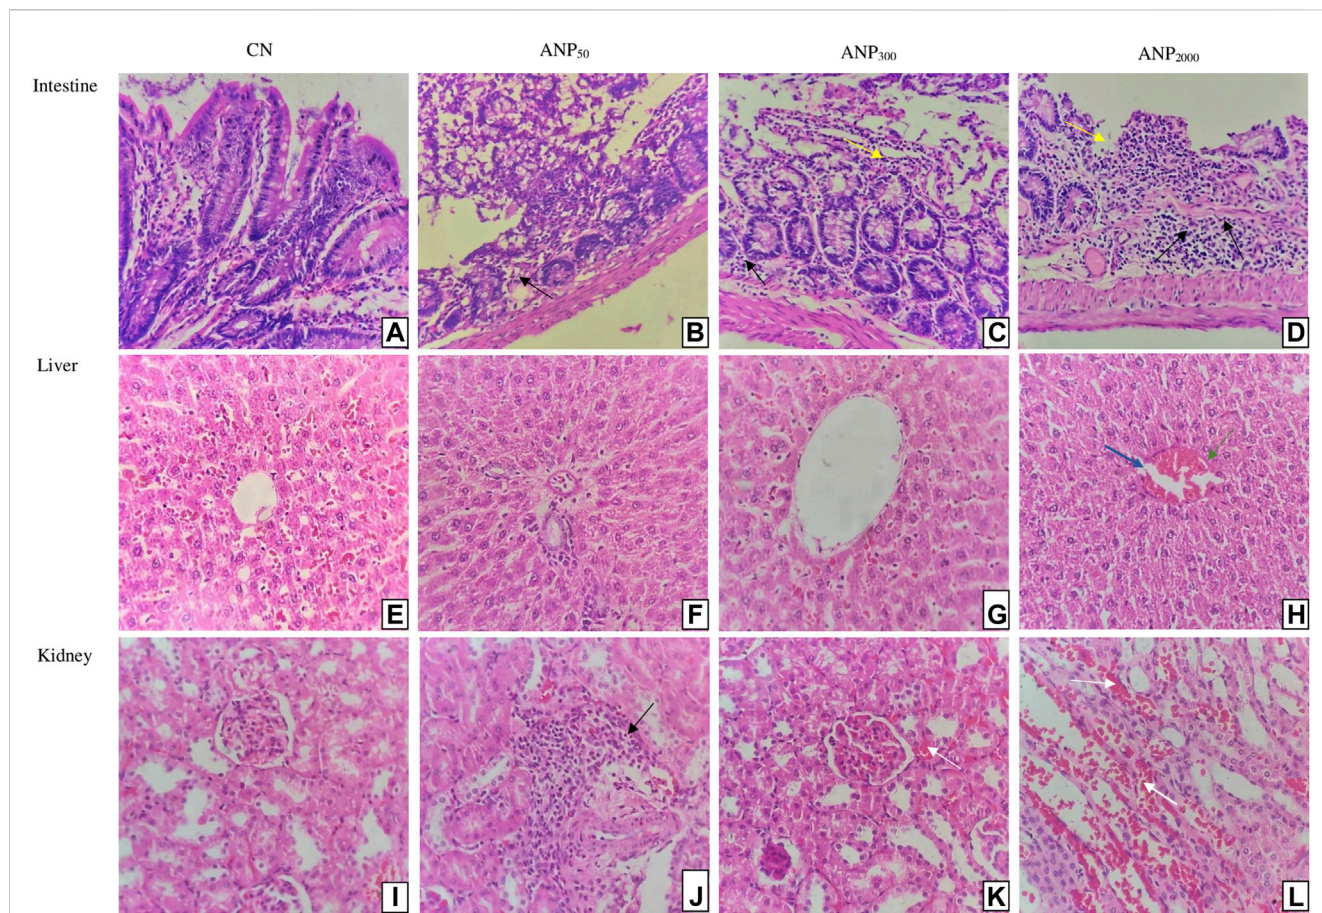 CN ANP50 ANP300 ANP2000
Intestine
A B C D
Liver
E F G H
Kidney
I J K L